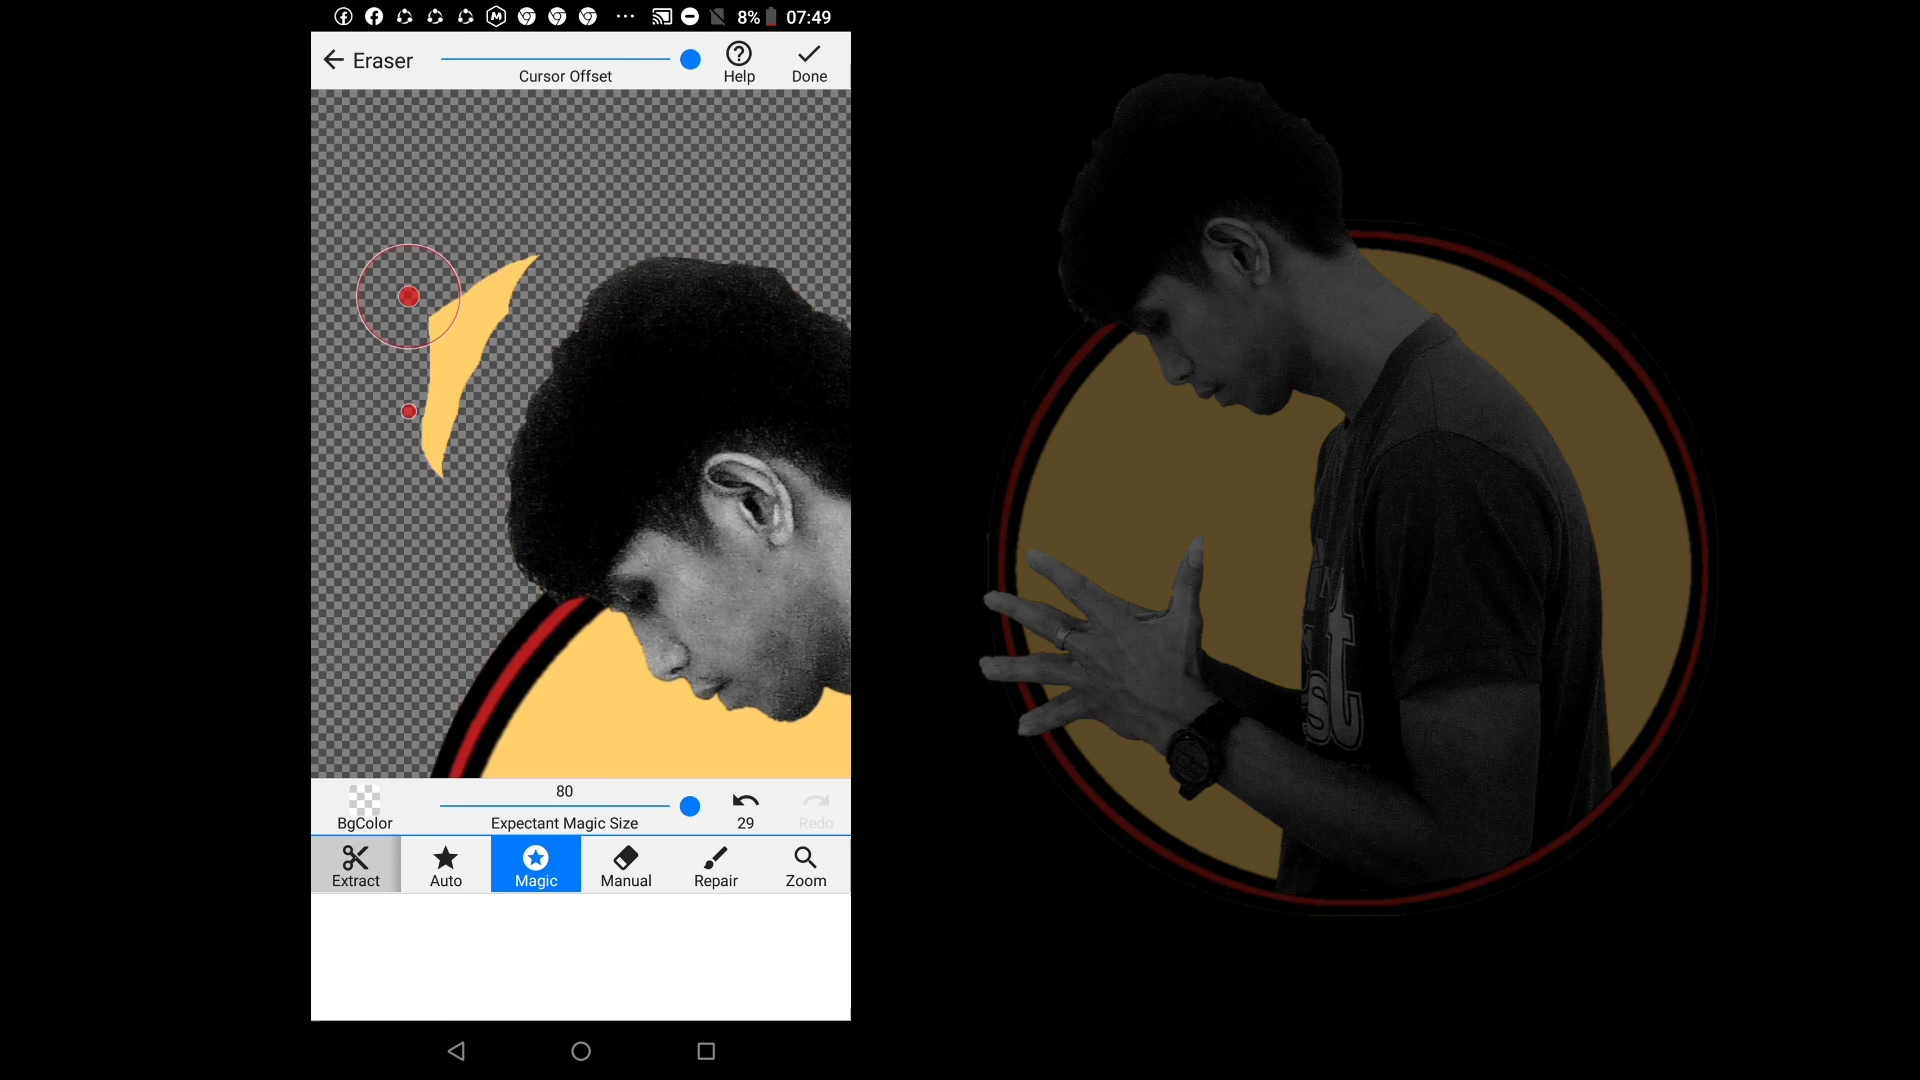 8% 07:49
Eraser
Cursor Offset
Help
Done
80
BgColor
Expectant Magic Size
29
Redo
Extract
Auto
Magic
Manual
Repair
Zoom